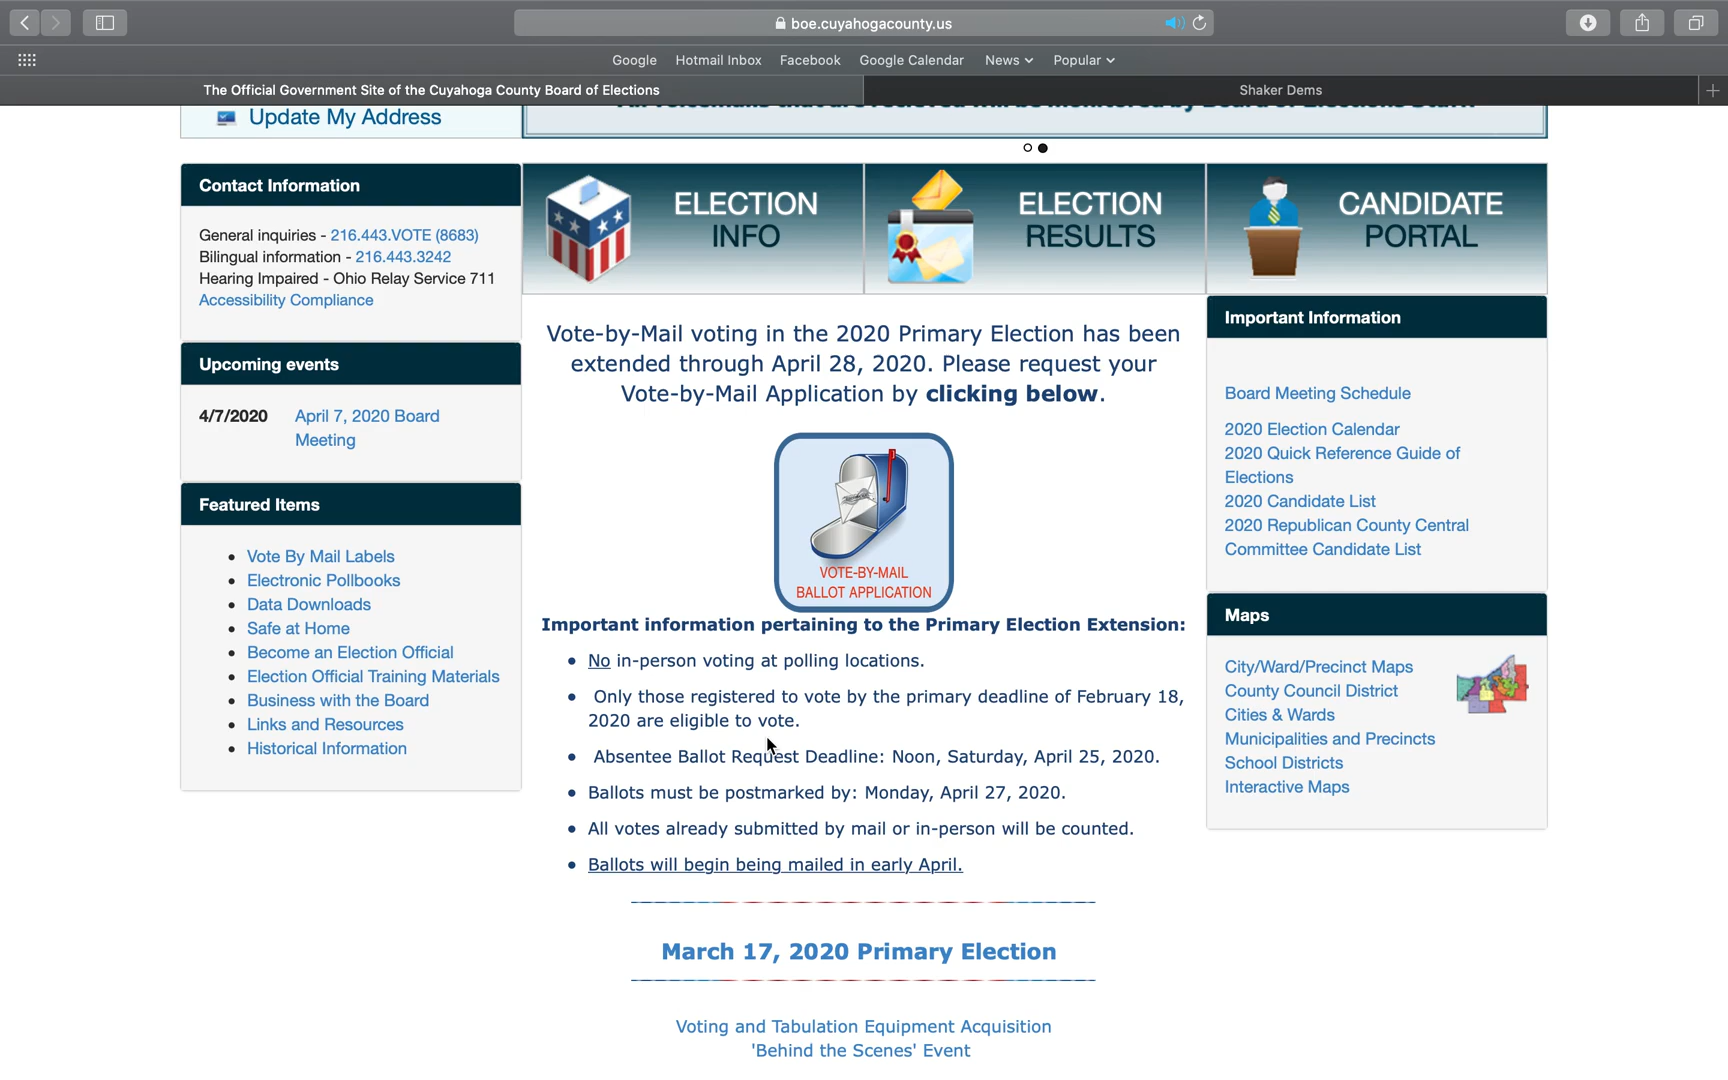 boe.cuyahogacounty.us
Google Hotmail Inbox Facebook Google Calendar News Popular
The Official Government Site of the Cuyahoga County Board of Elections
Shaker Dems
Update My Address
Contact Information
General inquiries - 216.443.VOTE (8683)
Bilingual information - 216.443.3242
Hearing Impaired - Ohio Relay Service 711
Accessibility Compliance
Upcoming events
4/7/2020 April 7, 2020 Board
Meeting
Featured Items
• Vote By Mail Labels
• Electronic Pollbooks
• Data Downloads
• Safe at Home
• Become an Election Official
• Election Official Training Materials
• Business with the Board
• Links and Resources
• Historical Information
ELECTION
INFO
ELECTION
RESULTS
CANDIDATE
PORTAL
Vote-by-Mail voting in the 2020 Primary Election has been
extended through April 28, 2020. Please request your
Vote-by-Mail Application by clicking below.
VOTE-BY-MAIL
BALLOT APPLICATION
Important information pertaining to the Primary Election Extension:
• No in-person voting at polling locations.
• Only those registered to vote by the primary deadline of February 18,
2020 are eligible to vote.
• Absentee Ballot Request Deadline: Noon, Saturday, April 25, 2020.
• Ballots must be postmarked by: Monday, April 27, 2020.
• All votes already submitted by mail or in-person will be counted.
• Ballots will begin being mailed in early April.
March 17, 2020 Primary Election
Voting and Tabulation Equipment Acquisition
'Behind the Scenes' Event
Important Information
Board Meeting Schedule
2020 Election Calendar
2020 Quick Reference Guide of
Elections
2020 Candidate List
2020 Republican County Central
Committee Candidate List
Maps
City/Ward/Precinct Maps
County Council District
Cities & Wards
Municipalities and Precincts
School Districts
Interactive Maps